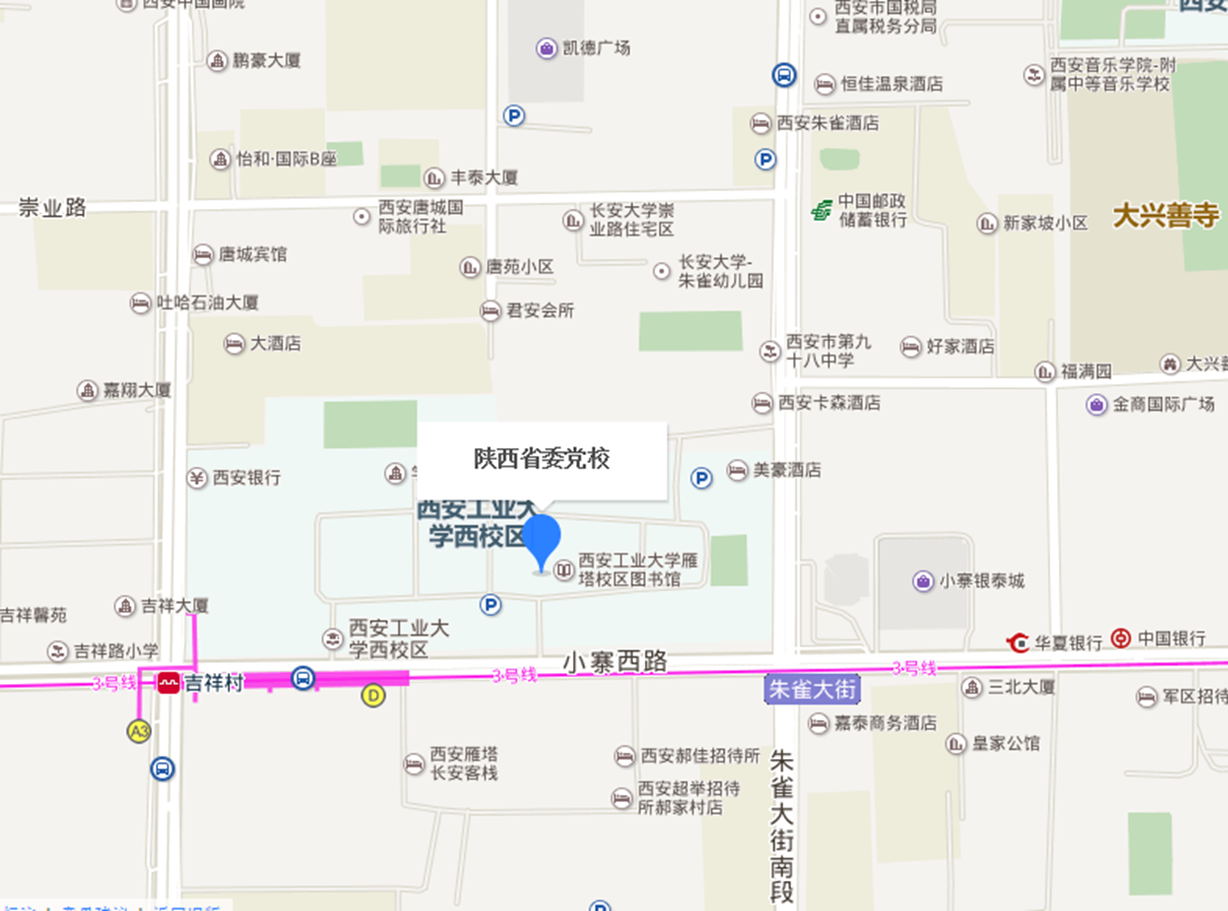 西安中国画院
西安市国税局
直属税务分局
凯德广场
鹏豪大厦
恒佳温泉酒店
西安音乐学院-附
属中等音乐学校
P
西安朱雀酒店
怡和·国际B座
P
丰泰大厦
崇业路
西安唐城国
际旅行社
长安大学崇
业路住宅区
中国邮政
储蓄银行
新家坡小区
大兴善寺
唐城宾馆
唐苑小区
长安大学-
朱雀幼儿园
吐哈石油大厦
君安会所
大酒店
西安市第九
十八中学
好家酒店
福满园
大兴善
嘉翔大厦
西安卡森酒店
金商国际广场
陕西省委党校
西安银行
P
美豪酒店
西安工业大
学西校区
西安工业大学雁
塔校区图书馆
小寨银泰城
吉祥馨苑
吉祥大厦
P
西安工业大
学西校区
吉祥路小学
小寨西路
华夏银行
中国银行
3号线
吉祥村
3号线
3号线
朱雀大街
D
三北大厦
军区招待
A3
嘉泰商务酒店
皇家公馆
西安雁塔
长安客栈
西安郝佳招待所
西安超举招待
所郝家村店
朱雀大街南段
P